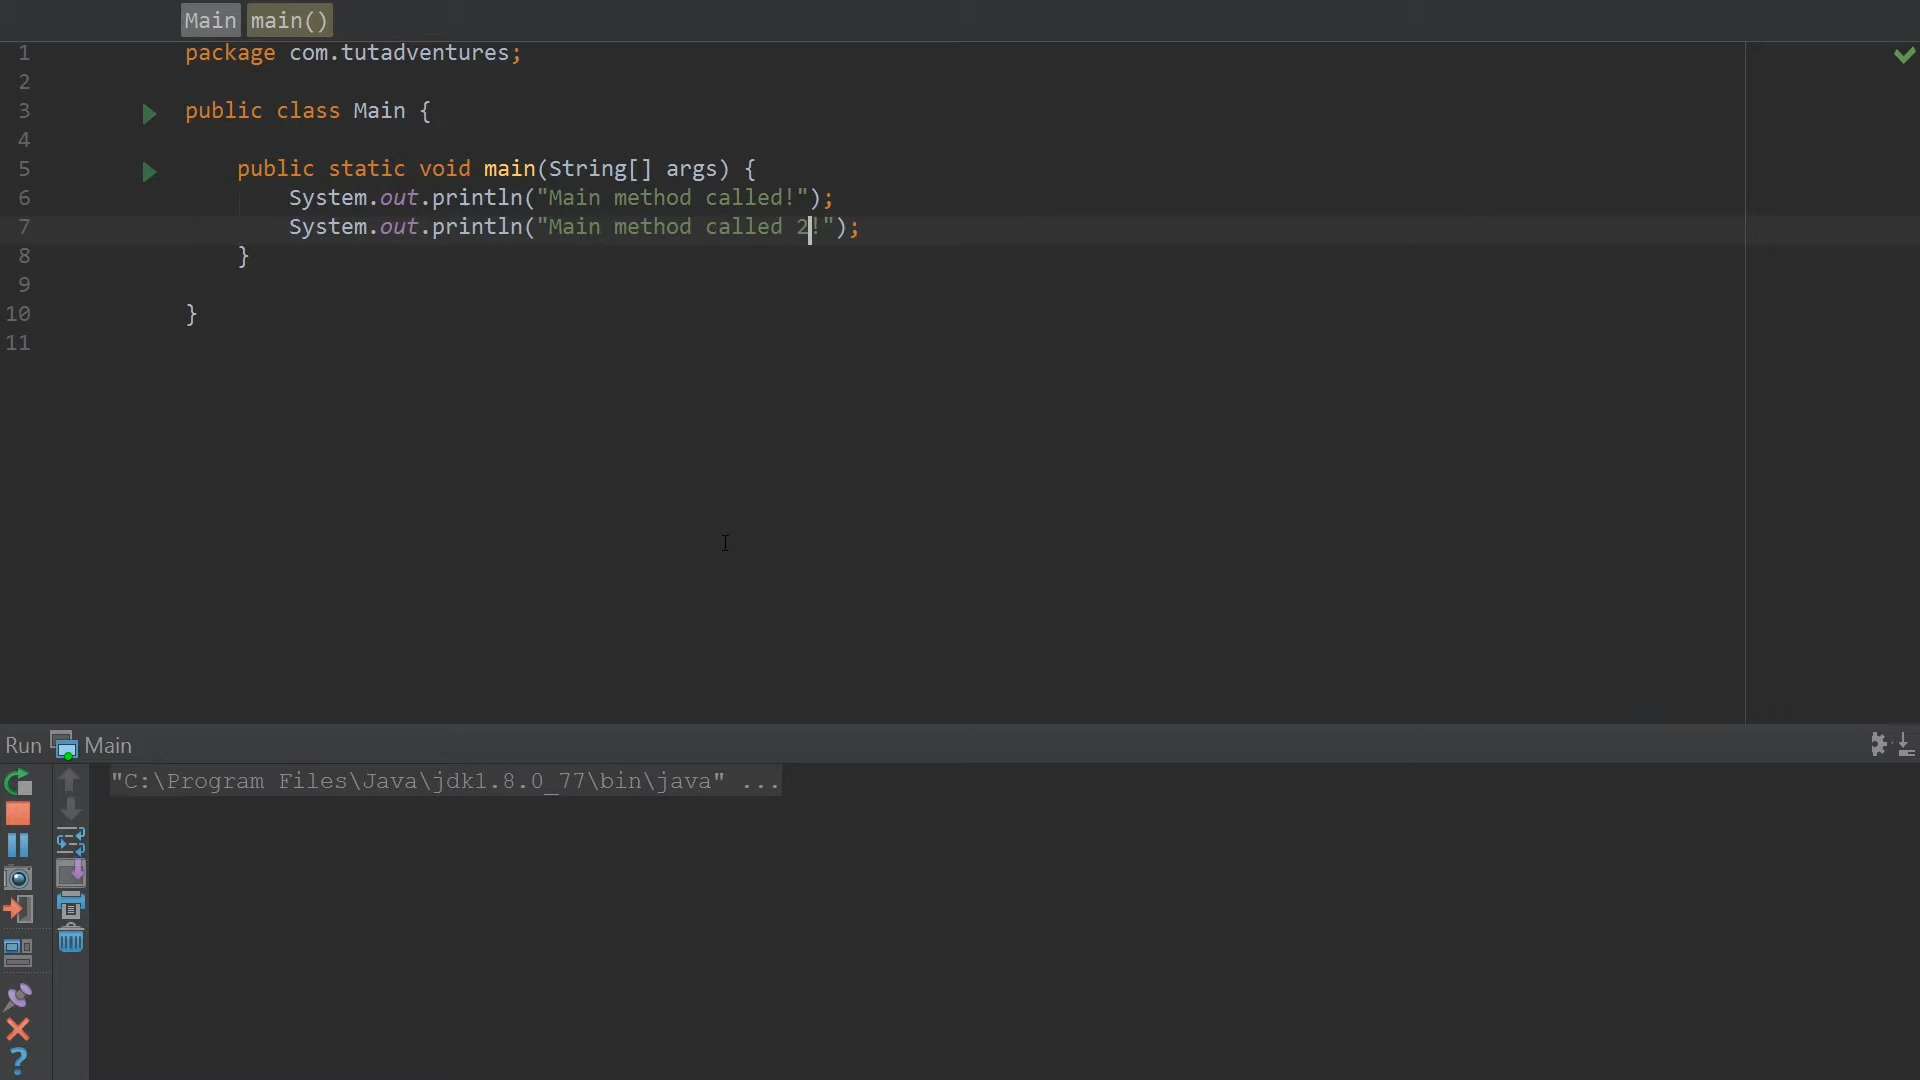 Main main()
1 package com.tutadventures;
2
3 public class Main {
4
5 public static void main(String[] args) {
6 System.out.println("Main method called!");
7 System.out.println("Main method called 2!");
8 }
9
10 }
11
Run Main
"C:\Program Files\Java\jdk1.8.0_77\bin\java" ...